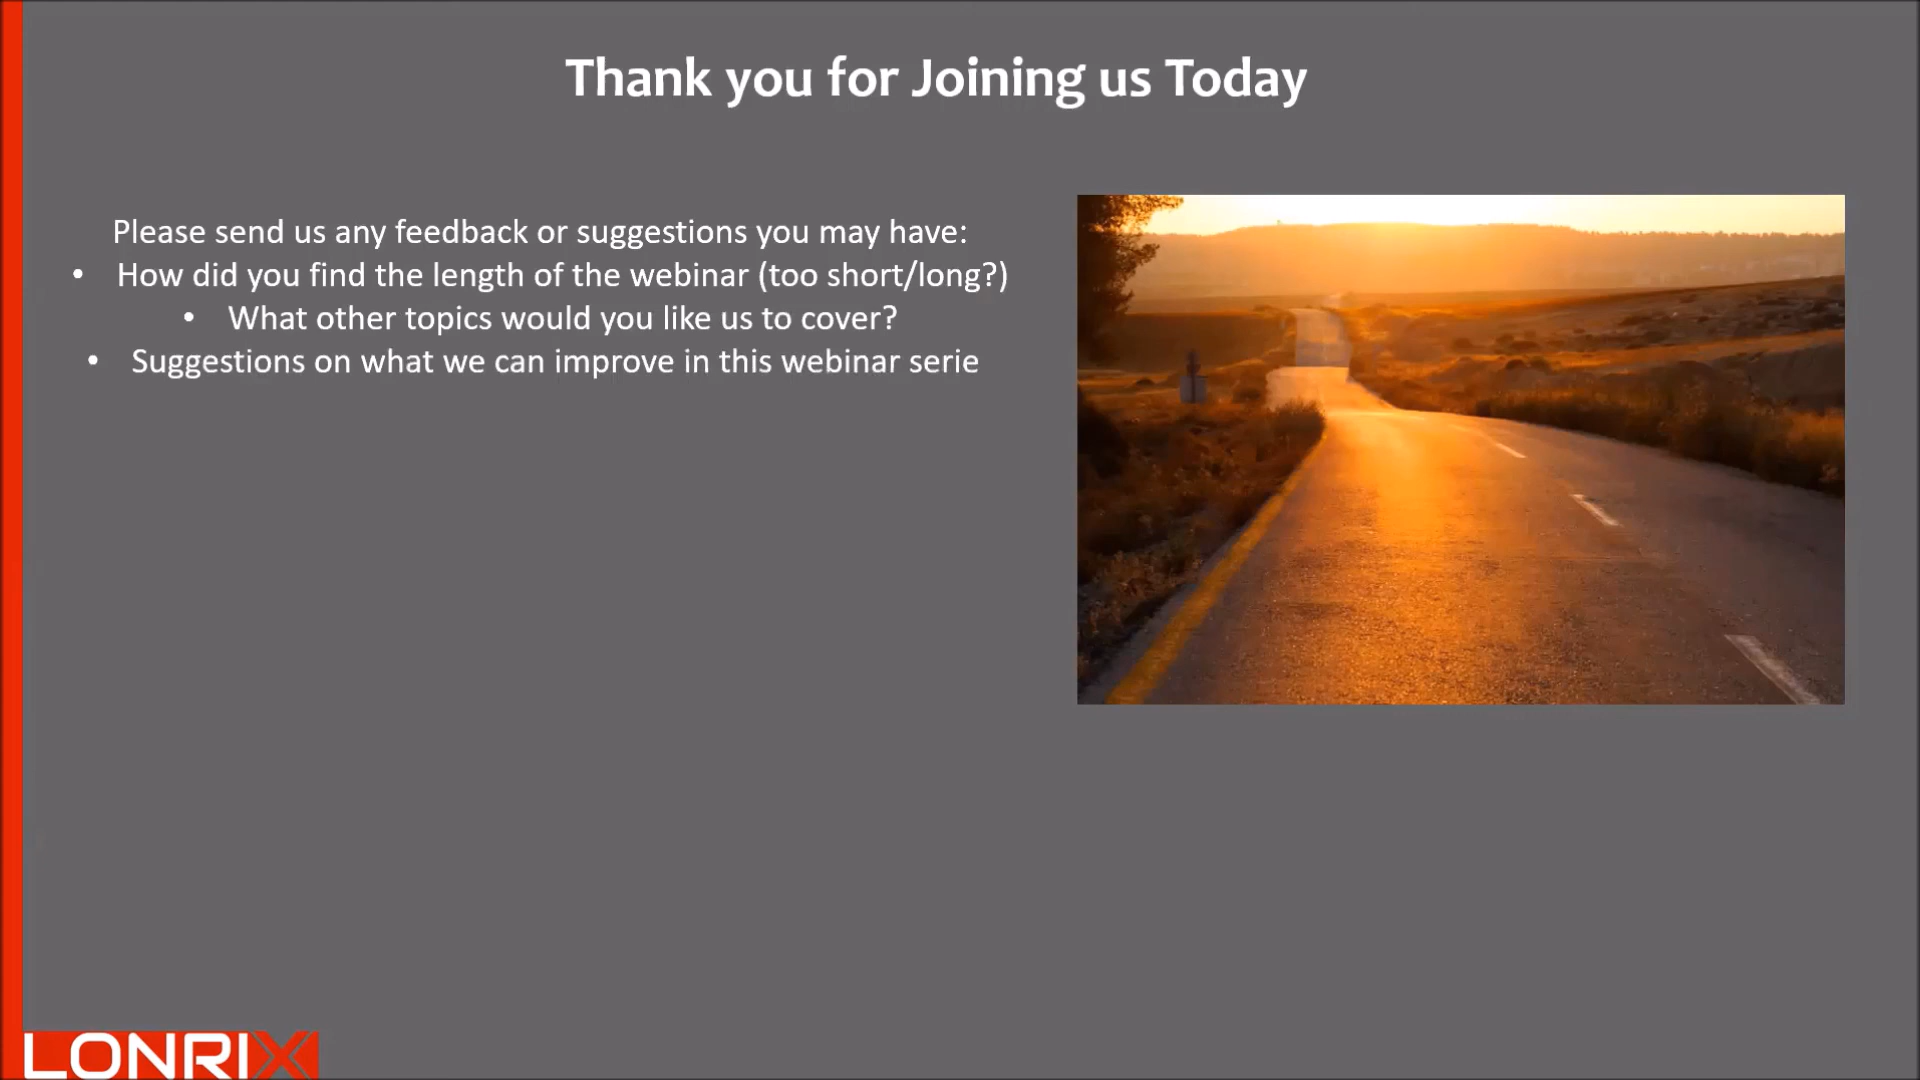 Thank you for Joining us Today
Please send us any feedback or suggestions you may have:
• How did you find the length of the webinar (too short/long?)
• What other topics would you like us to cover?
• Suggestions on what we can improve in this webinar serie
LONRIX